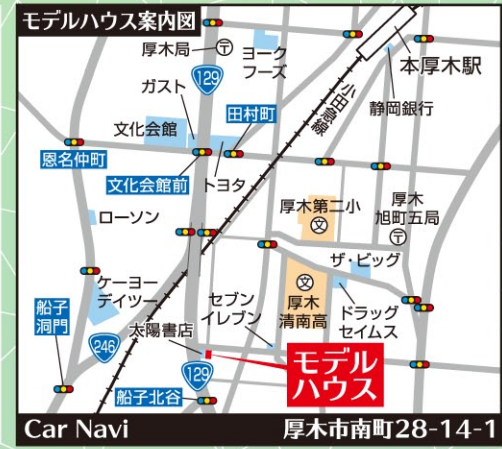 モデルハウス案内図
厚木局
〒
ヨーク
フーズ
本厚木駅
129
ガスト
小田急線
静岡銀行
田村町
文化会館
恩名仲町
文化会館前
トヨタ
厚木第二小
文
厚木
旭町五局
〒
ローソン
ザ・ビッグ
ケーヨー
デイツー
セブン
イレブン
文
厚木
清南高
ドラッグ
セイムス
船子
洞門
246
太陽書店
129
モデル
ハウス
船子北谷
Car Navi
厚木市南町28-14-1